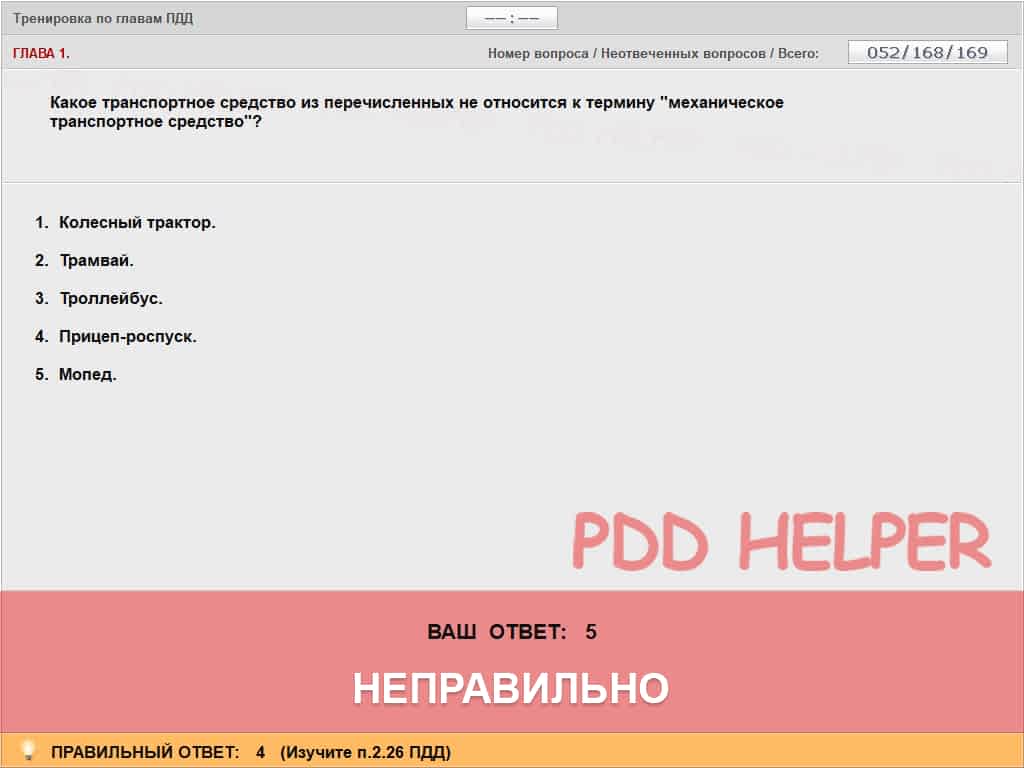 Тренировка по главам ПДД
−− : −−
ГЛАВА 1.
Номер вопроса / Неотвеченных вопросов / Всего:
052/168/169
Какое транспортное средство из перечисленных не относится к термину "механическое
транспортное средство"?
1. Колесный трактор.
2. Трамвай.
3. Троллейбус.
4. Прицеп-роспуск.
5. Мопед.
PDD HELPER
ВАШ ОТВЕТ: 5
НЕПРАВИЛЬНО
ПРАВИЛЬНЫЙ ОТВЕТ: 4 (Изучите п.2.26 ПДД)